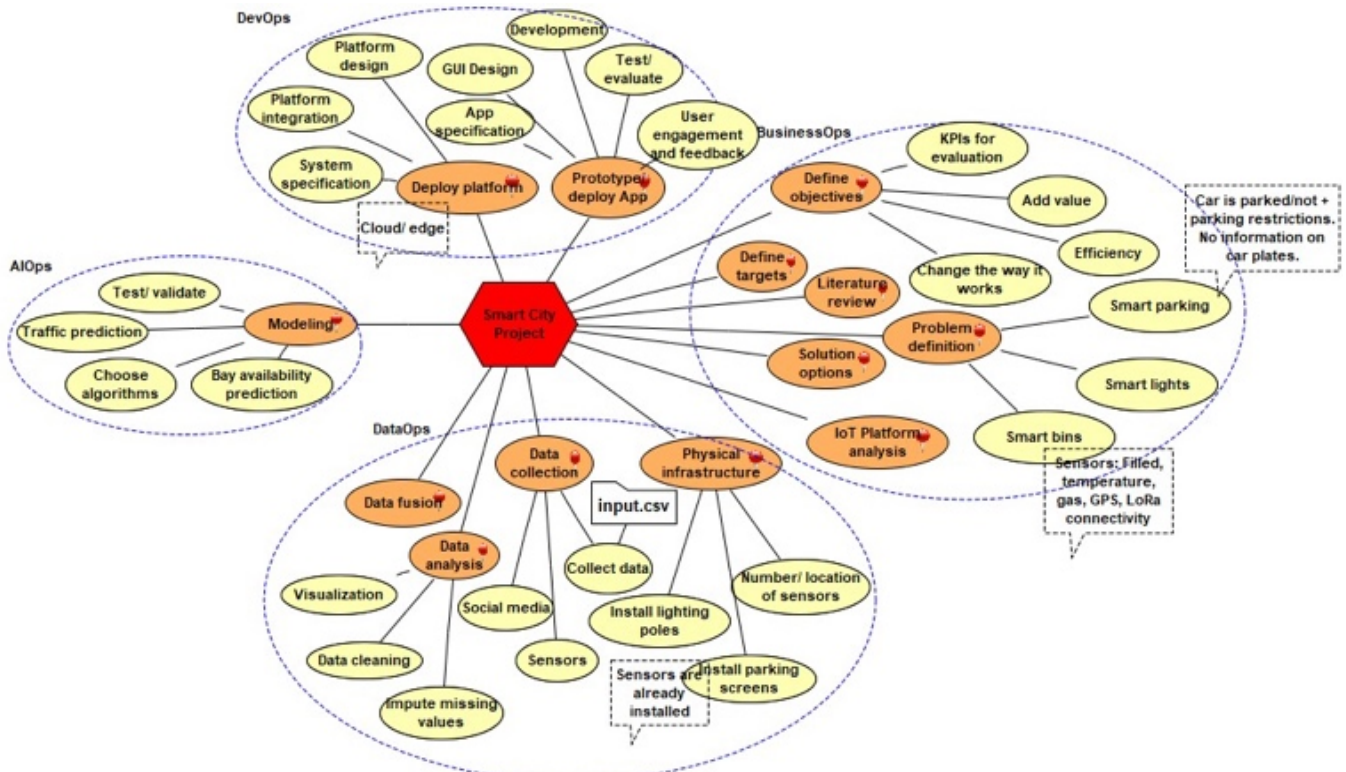 DevOps
Development
Platform
design
GUI Design
Test/
evaluate
Platform
integration
App
specification
User
engagement
and feedback
System
specification
Deploy platform
Prototype/
deploy App
Cloud/ edge
BusinessOps
KPIs for
evaluation
Define
objectives
Add value
Car is parked/not +
parking restrictions.
No information on
car plates.
Efficiency
Define
targets
Change the way it
works
Literature
review
Smart parking
Problem
definition
Solution
options
Smart lights
IoT Platform
analysis
Smart bins
Sensors: Filled,
temperature,
gas, GPS, LoRa
connectivity
AIOps
Test/ validate
Traffic prediction
Modeling
Choose
algorithms
Bay availability
prediction
Smart City
Project
DataOps
Data
collection
Physical
infrastructure
Data fusion
input.csv
Data
analysis
Collect data
Number/ location
of sensors
Visualization
Social media
Install lighting
poles
Data cleaning
Sensors
Sensors are
already
installed
Install parking
screens
Impute missing
values